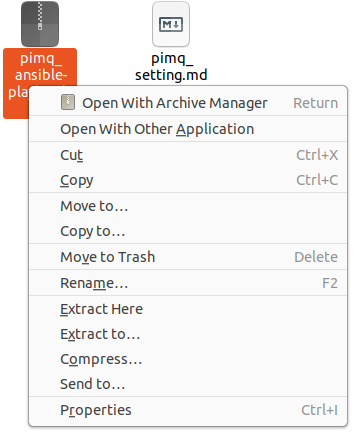 pimq_
ansible-
pimq_
setting.md
Open With Archive Manager Return
Open With Other Application
Cut Ctrl+X
Copy Ctrl+C
Move to…
Copy to…
Move to Trash Delete
Rename… F2
Extract Here
Extract to…
Compress…
Send to…
Properties Ctrl+I